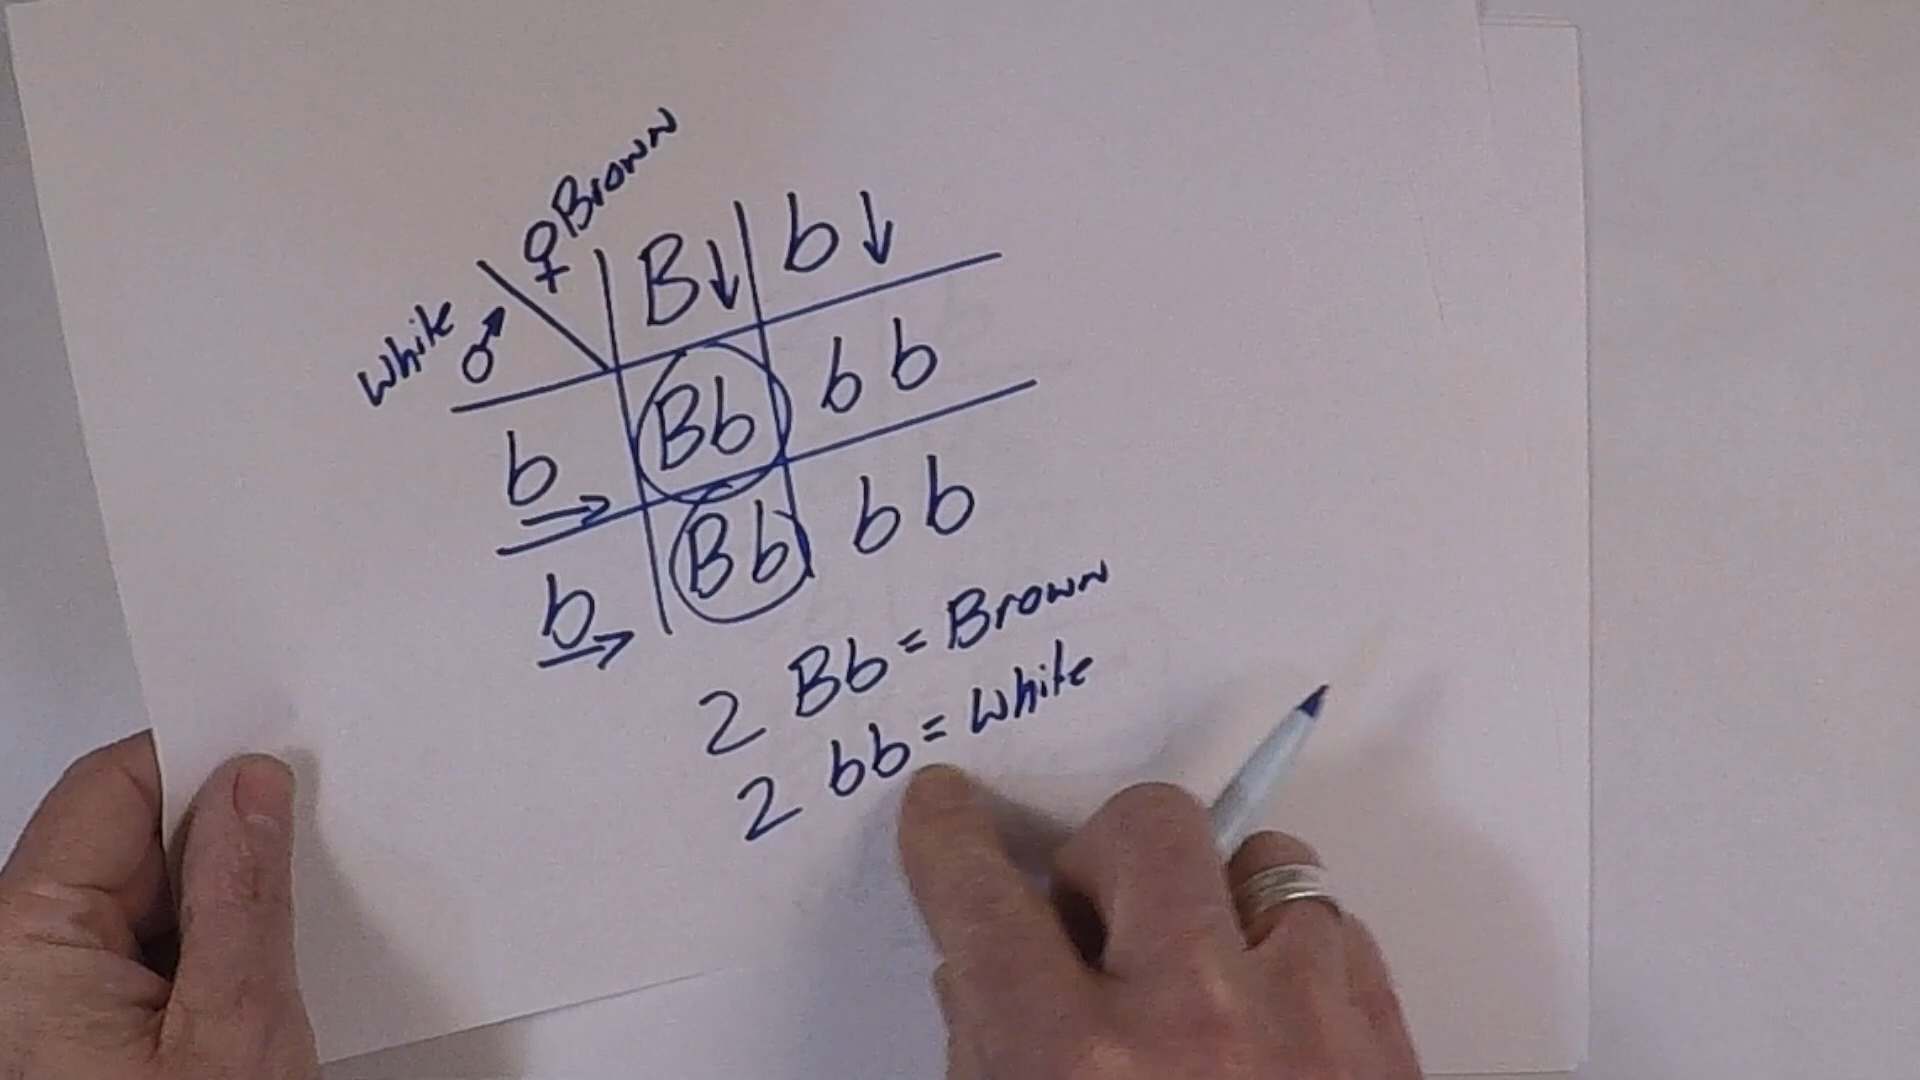 ♀ Brown
White ♂
B↓ b↓
b → Bb bb
b → Bb bb
2 Bb = Brown
2 bb = White